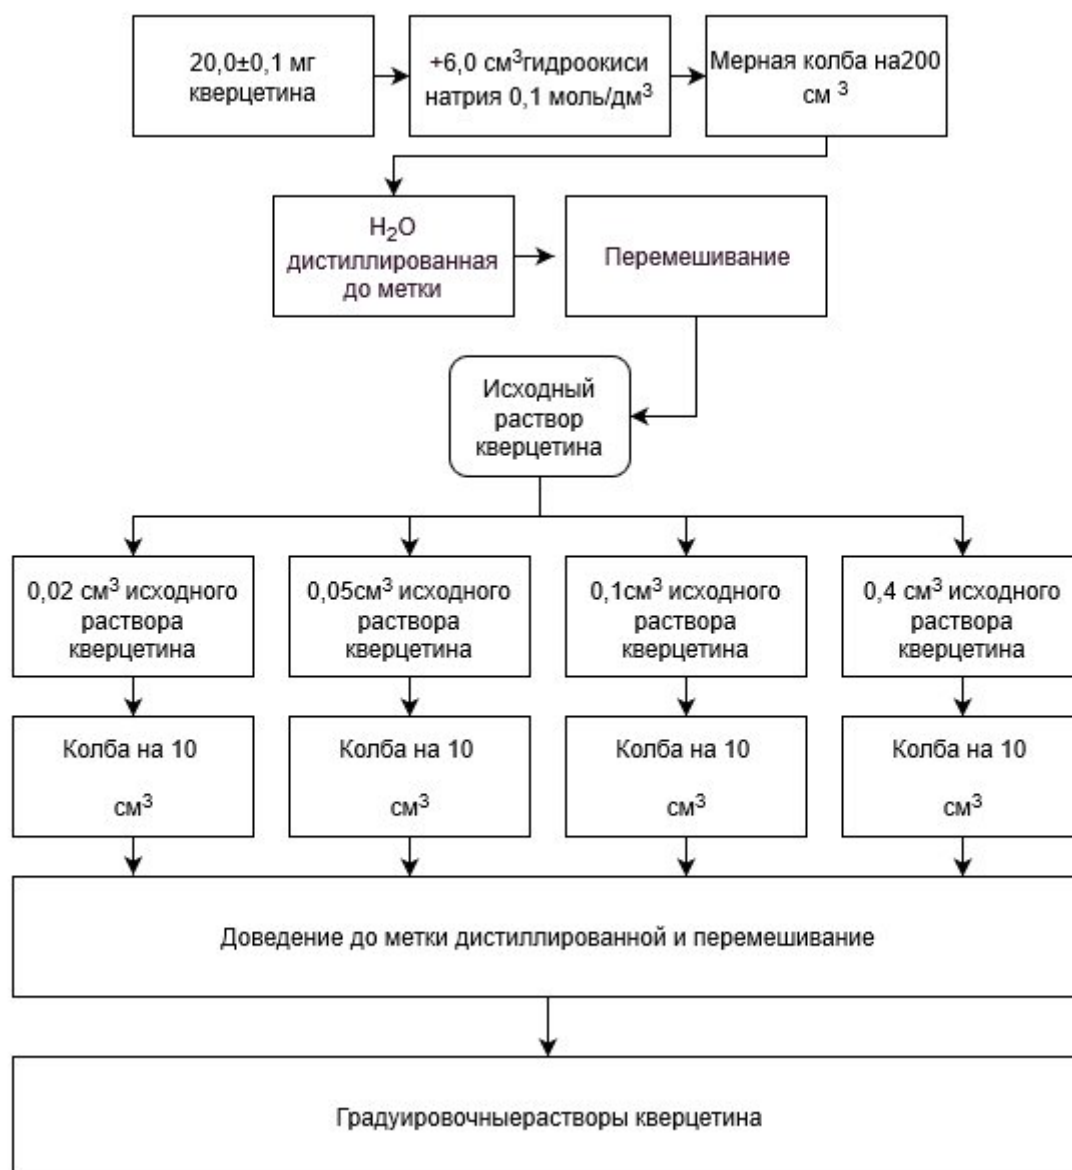 20,0±0,1 мг
кверцетина
+6,0 см³гидроокиси
натрия 0,1 моль/дм³
Мерная колба на200
см ³
H₂O
дистиллированная
до метки
Перемешивание
Исходный
раствор
кверцетина
0,02 см³ исходного
раствора
кверцетина
0,05см³ исходного
раствора
кверцетина
0,1см³ исходного
раствора
кверцетина
0,4 см³ исходного
раствора
кверцетина
Колба на 10
см³
Колба на 10
см³
Колба на 10
см³
Колба на 10
см³
Доведение до метки дистиллированной и перемешивание
Градуировочныерастворы кверцетина